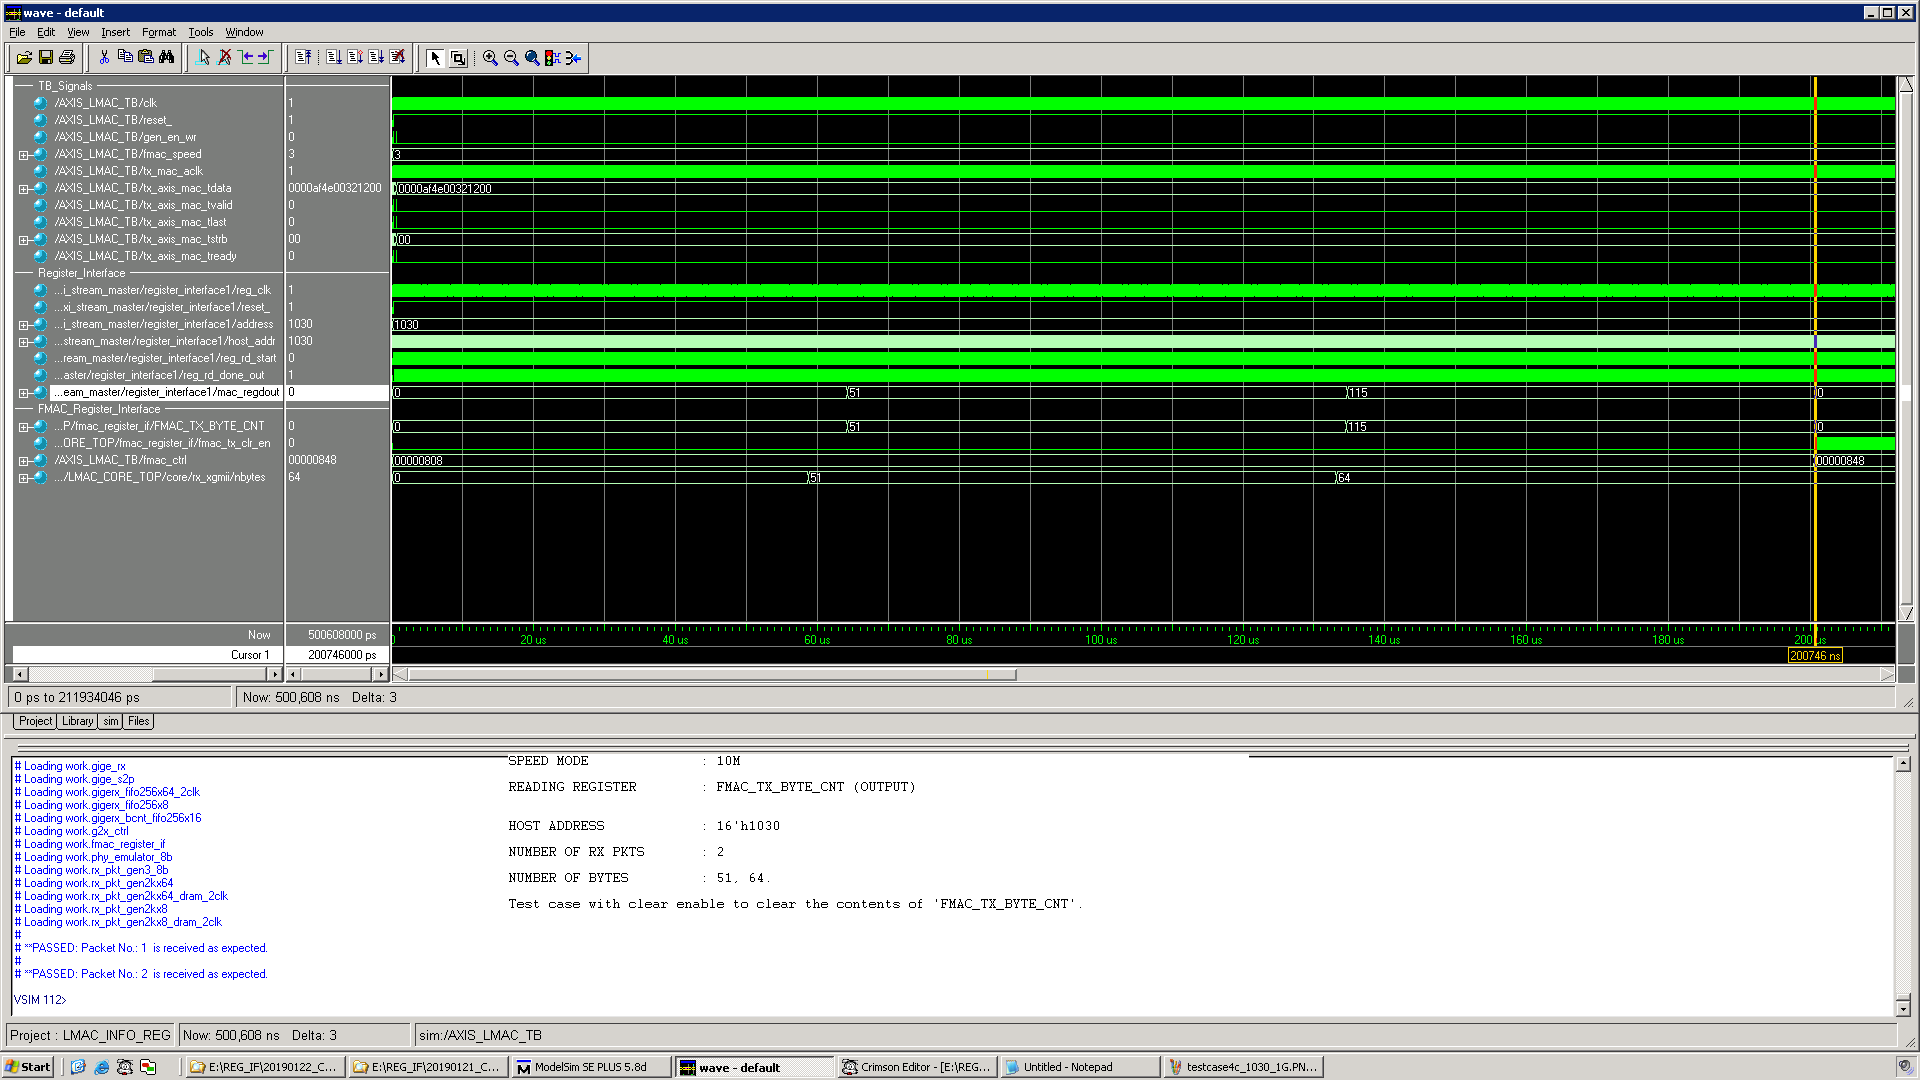 wave - default
File Edit View Insert Format Tools Window
TB_Signals
/AXIS_LMAC_TB/clk 1
/AXIS_LMAC_TB/reset_ 1
/AXIS_LMAC_TB/gen_en_wr 0
/AXIS_LMAC_TB/fmac_speed 3 3
/AXIS_LMAC_TB/tx_mac_aclk 1
/AXIS_LMAC_TB/tx_axis_mac_tdata 0000af4e00321200 0000af4e00321200
/AXIS_LMAC_TB/tx_axis_mac_tvalid 0
/AXIS_LMAC_TB/tx_axis_mac_tlast 0
/AXIS_LMAC_TB/tx_axis_mac_tstrb 00 00
/AXIS_LMAC_TB/tx_axis_mac_tready 0
Register_Interface
...i_stream_master/register_interface1/reg_clk 1
...xi_stream_master/register_interface1/reset_ 1
...i_stream_master/register_interface1/address 1030 1030
...stream_master/register_interface1/host_addr 1030
...ream_master/register_interface1/reg_rd_start 0
...aster/register_interface1/reg_rd_done_out 1
...eam_master/register_interface1/mac_regdout 0 0 51 115 0
FMAC_Register_Interface
...P/fmac_register_if/FMAC_TX_BYTE_CNT 0 0 51 115 0
...ORE_TOP/fmac_register_if/fmac_tx_clr_en 0
/AXIS_LMAC_TB/fmac_ctrl 00000848 00000808 00000848
.../LMAC_CORE_TOP/core/rx_xgmii/nbytes 64 0 51 64
Now 500608000 ps 20 us 40 us 60 us 80 us 100 us 120 us 140 us 160 us 180 us 200 us
Cursor 1 200746000 ps 200746 ns
0 ps to 211934046 ps Now: 500,608 ns Delta: 3
Project Library sim Files
# Loading work.gige_rx
# Loading work.gige_s2p
# Loading work.gigerx_fifo256x64_2clk
# Loading work.gigerx_fifo256x8
# Loading work.gigerx_bcnt_fifo256x16
# Loading work.g2x_ctrl
# Loading work.fmac_register_if
# Loading work.phy_emulator_8b
# Loading work.rx_pkt_gen3_8b
# Loading work.rx_pkt_gen2kx64
# Loading work.rx_pkt_gen2kx64_dram_2clk
# Loading work.rx_pkt_gen2kx8
# Loading work.rx_pkt_gen2kx8_dram_2clk
#
# **PASSED: Packet No.: 1 is received as expected.
#
# **PASSED: Packet No.: 2 is received as expected.
VSIM 112>
SPEED MODE : 10M
READING REGISTER : FMAC_TX_BYTE_CNT (OUTPUT)
HOST ADDRESS : 16'h1030
NUMBER OF RX PKTS : 2
NUMBER OF BYTES : 51, 64.
Test case with clear enable to clear the contents of 'FMAC_TX_BYTE_CNT'.
Project : LMAC_INFO_REG Now: 500,608 ns Delta: 3 sim:/AXIS_LMAC_TB
Start E:\REG_IF\20190122_C... E:\REG_IF\20190121_C... ModelSim SE PLUS 5.8d wave - default Crimson Editor - [E:\REG... Untitled - Notepad testcase4c_1030_1G.PN...